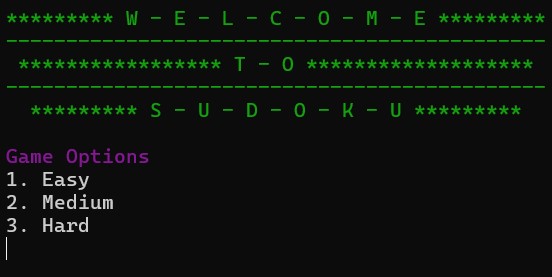 ********* W - E - L - C - O - M - E *********
---------------------------------------------
***************** T - O *******************
---------------------------------------------
********* S - U - D - O - K - U *********
Game Options
1. Easy
2. Medium
3. Hard